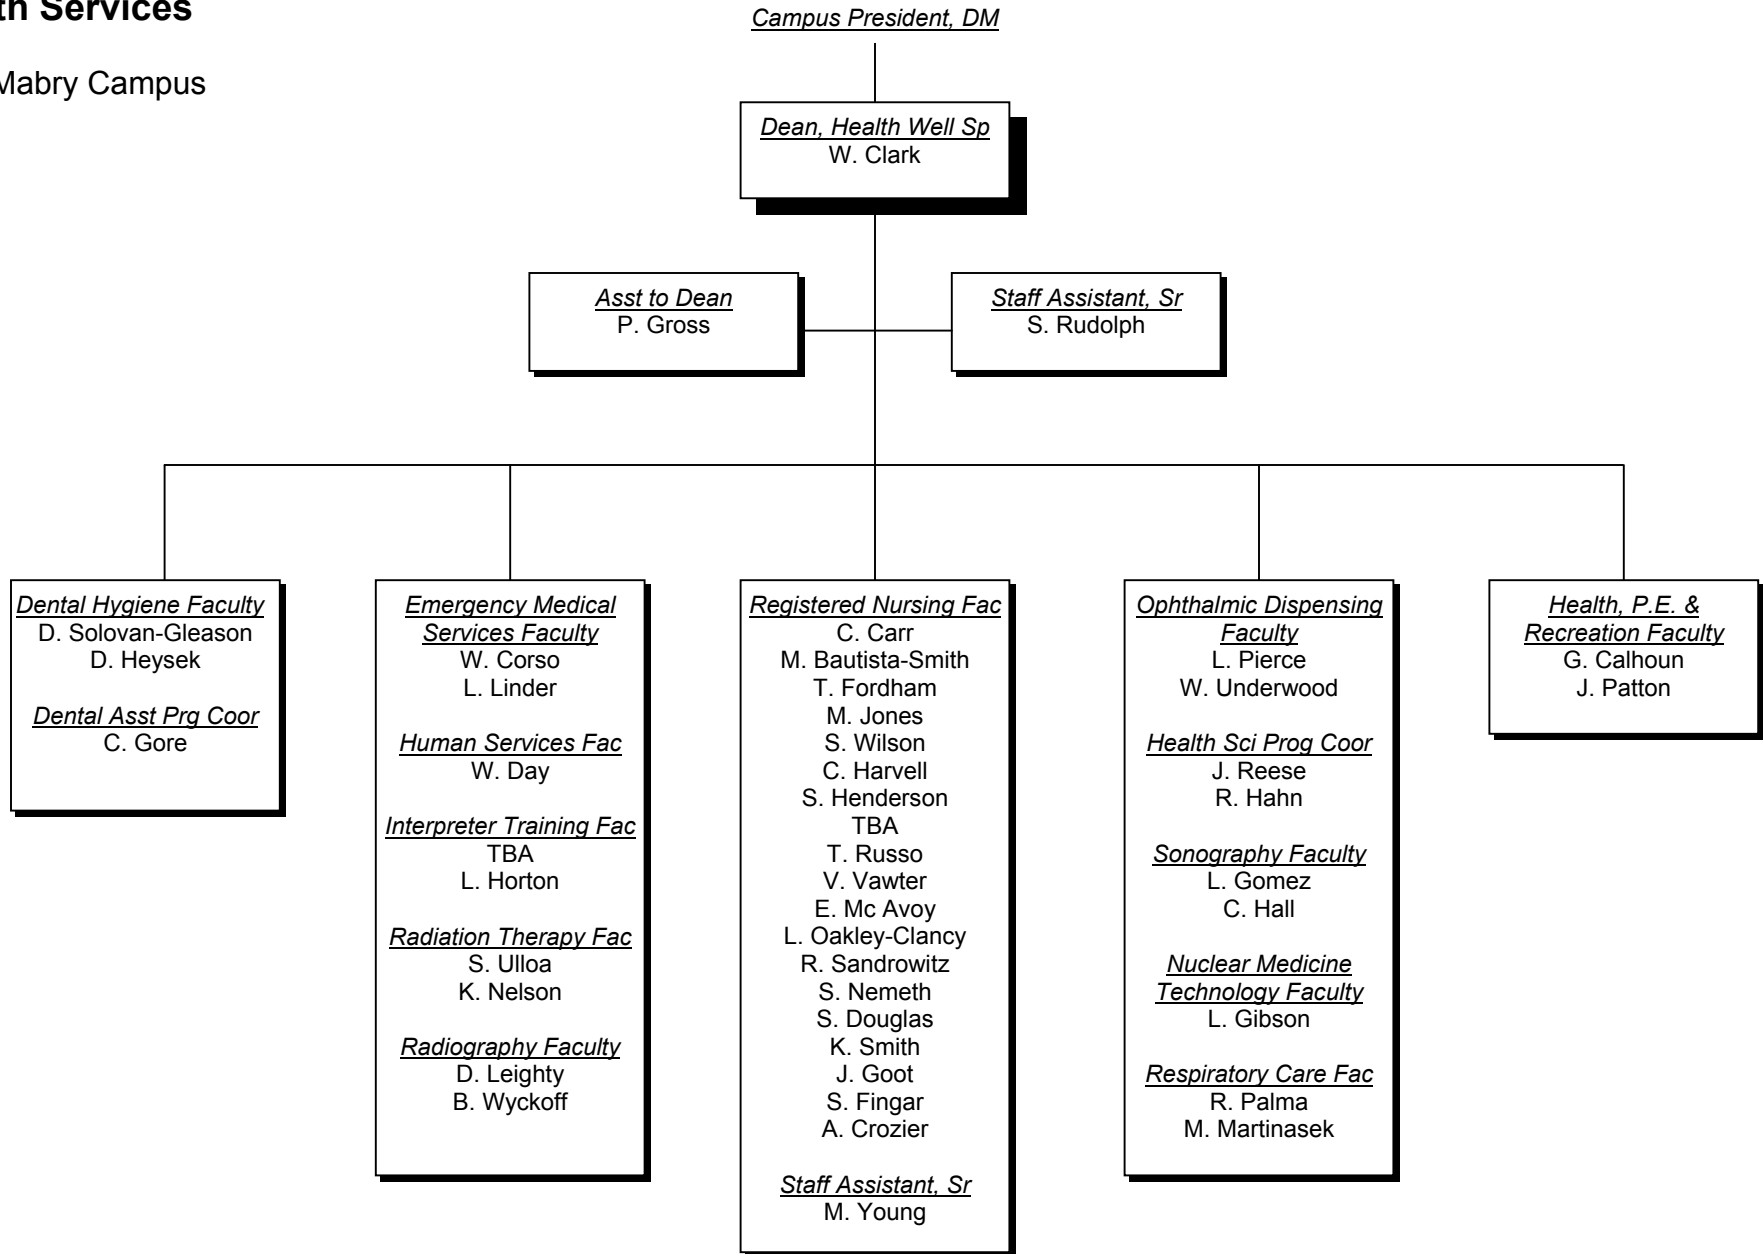 th Services
Mabry Campus
Campus President, DM
Dean, Health Well Sp
W. Clark
Asst to Dean
P. Gross
Staff Assistant, Sr
S. Rudolph
Dental Hygiene Faculty
D. Solovan-Gleason
D. Heysek
Dental Asst Prg Coor
C. Gore
Emergency Medical
Services Faculty
W. Corso
L. Linder
Human Services Fac
W. Day
Interpreter Training Fac
TBA
L. Horton
Radiation Therapy Fac
S. Ulloa
K. Nelson
Radiography Faculty
D. Leighty
B. Wyckoff
Registered Nursing Fac
C. Carr
M. Bautista-Smith
T. Fordham
M. Jones
S. Wilson
C. Harvell
S. Henderson
TBA
T. Russo
V. Vawter
E. Mc Avoy
L. Oakley-Clancy
R. Sandrowitz
S. Nemeth
S. Douglas
K. Smith
J. Goot
S. Fingar
A. Crozier
Staff Assistant, Sr
M. Young
Ophthalmic Dispensing
Faculty
L. Pierce
W. Underwood
Health Sci Prog Coor
J. Reese
R. Hahn
Sonography Faculty
L. Gomez
C. Hall
Nuclear Medicine
Technology Faculty
L. Gibson
Respiratory Care Fac
R. Palma
M. Martinasek
Health, P.E. &
Recreation Faculty
G. Calhoun
J. Patton